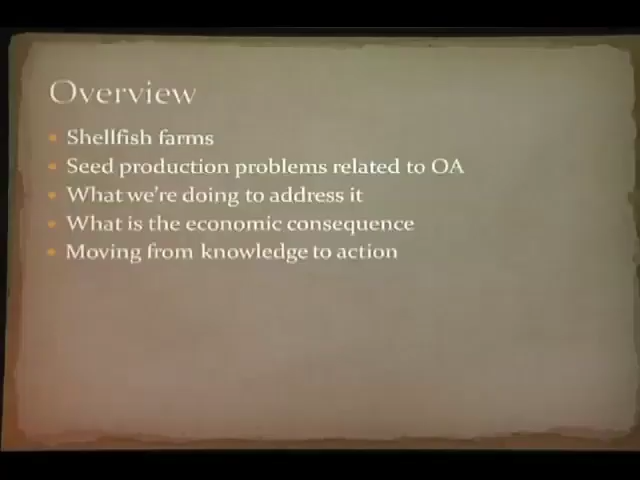 Overview
Shellfish farms
Seed production problems related to OA
What we're doing to address it
What is the economic consequence
Moving from knowledge to action